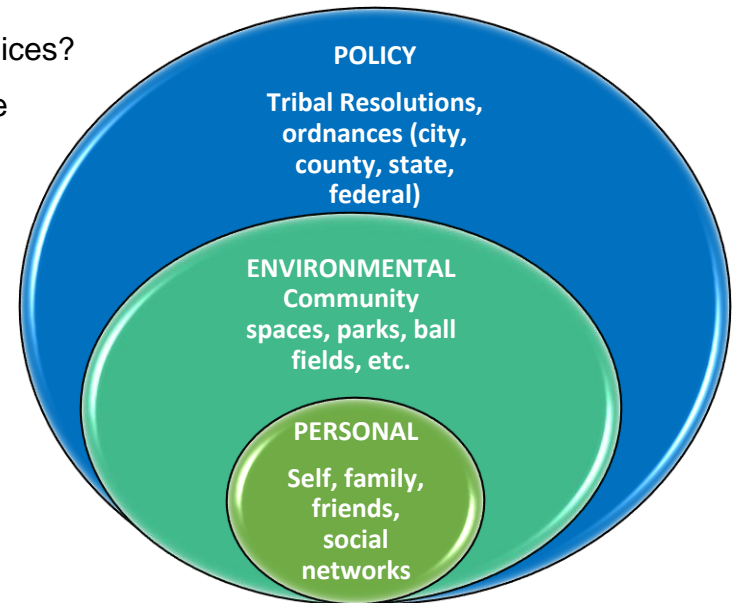 ices?
e
POLICY
Tribal Resolutions,
ordnances (city,
county, state,
federal)
ENVIRONMENTAL
Community
spaces, parks, ball
fields, etc.
PERSONAL
Self, family,
friends,
social
networks